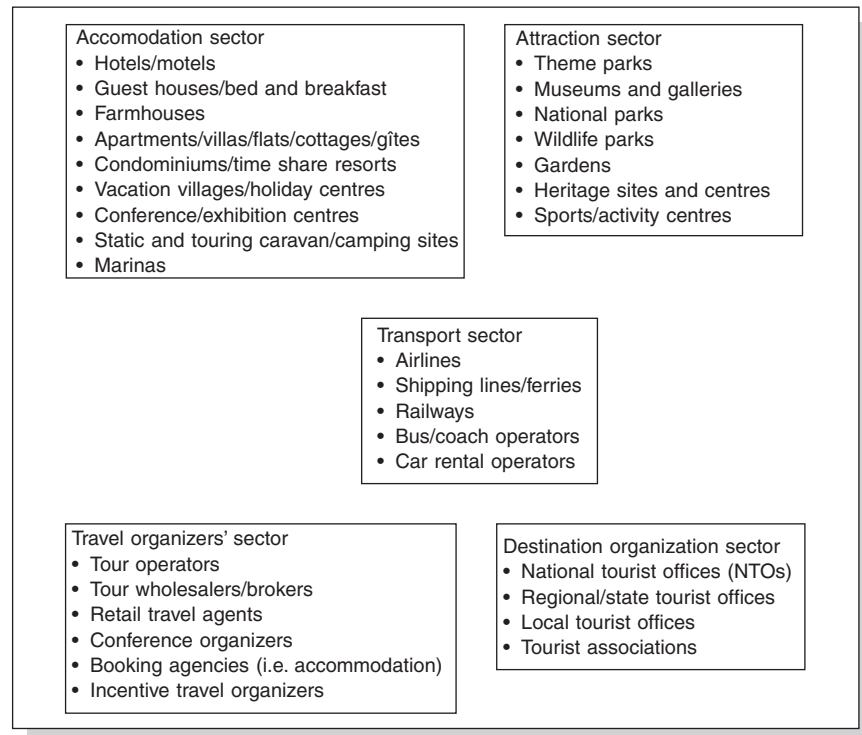 Accomodation sector
• Hotels/motels
• Guest houses/bed and breakfast
• Farmhouses
• Apartments/villas/flats/cottages/gîtes
• Condominiums/time share resorts
• Vacation villages/holiday centres
• Conference/exhibition centres
• Static and touring caravan/camping sites
• Marinas
Attraction sector
• Theme parks
• Museums and galleries
• National parks
• Wildlife parks
• Gardens
• Heritage sites and centres
• Sports/activity centres
Transport sector
• Airlines
• Shipping lines/ferries
• Railways
• Bus/coach operators
• Car rental operators
Travel organizers' sector
• Tour operators
• Tour wholesalers/brokers
• Retail travel agents
• Conference organizers
• Booking agencies (i.e. accommodation)
• Incentive travel organizers
Destination organization sector
• National tourist offices (NTOs)
• Regional/state tourist offices
• Local tourist offices
• Tourist associations